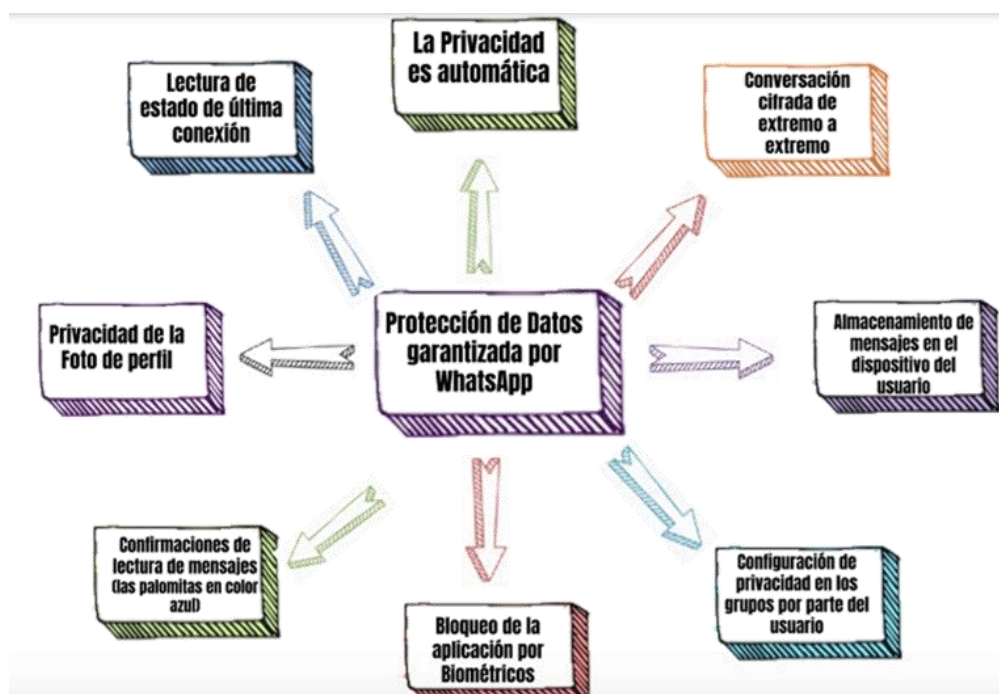 La Privacidad
es automática
Lectura de
estado de última
conexión
Conversación
cifrada de
extremo a
extremo
Privacidad de la
Foto de perfil
Protección de Datos
garantizada por
WhatsApp
Almacenamiento de
mensajes en el
dispositivo del
usuario
Confirmaciones de
lectura de mensajes
(las palomitas en color
azul)
Bloqueo de la
aplicación por
Biométricos
Configuración de
privacidad en los
grupos por parte del
usuario